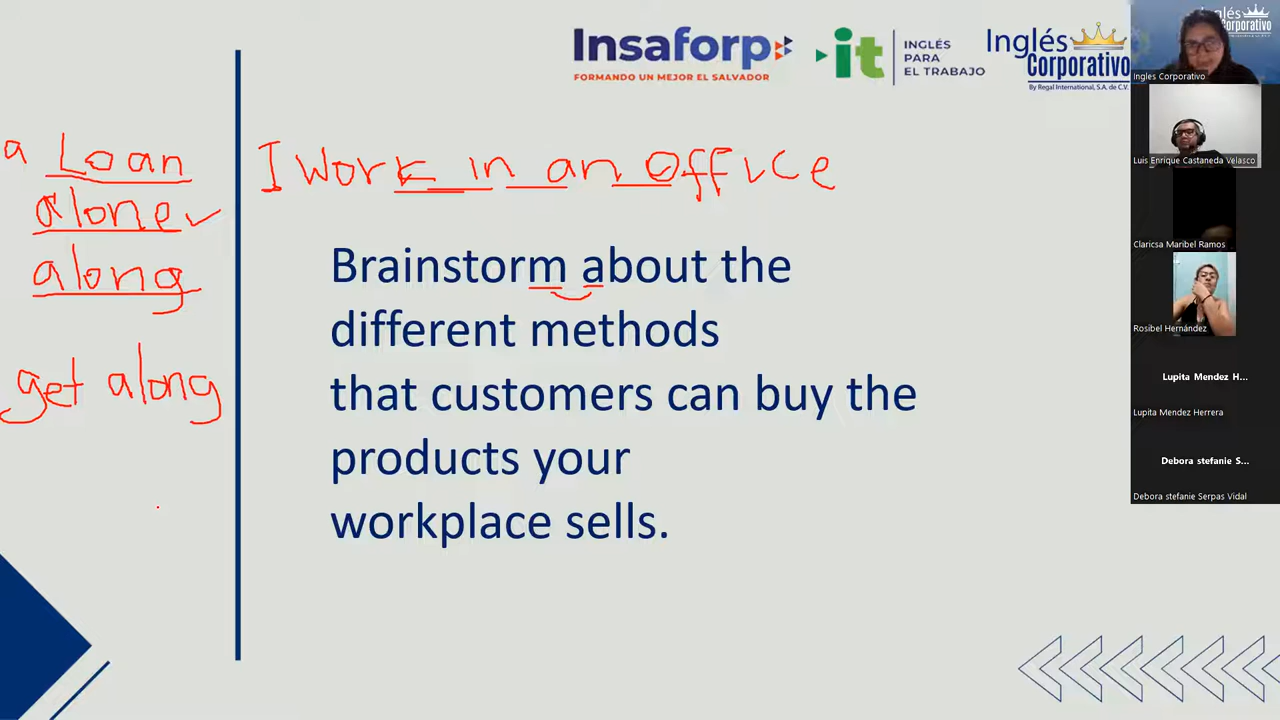 Insaforp
FORMANDO UN MEJOR EL SALVADOR
it
INGLÉS
PARA
EL TRABAJO
Inglés
Corporativo
By Regal International, S.A. de C.V.
a Loan
alone
along
get along
I work in an office
Brainstorm about the
different methods
that customers can buy the
products your
workplace sells.
Inglés
Corporativo
Ingles Corporativo
Luis Enrique Castaneda Velasco
Claricsa Maribel Ramos
Rosibel Hernández
Lupita Mendez H...
Lupita Mendez Herrera
Debora stefanie S...
Debora stefanie Serpas Vidal